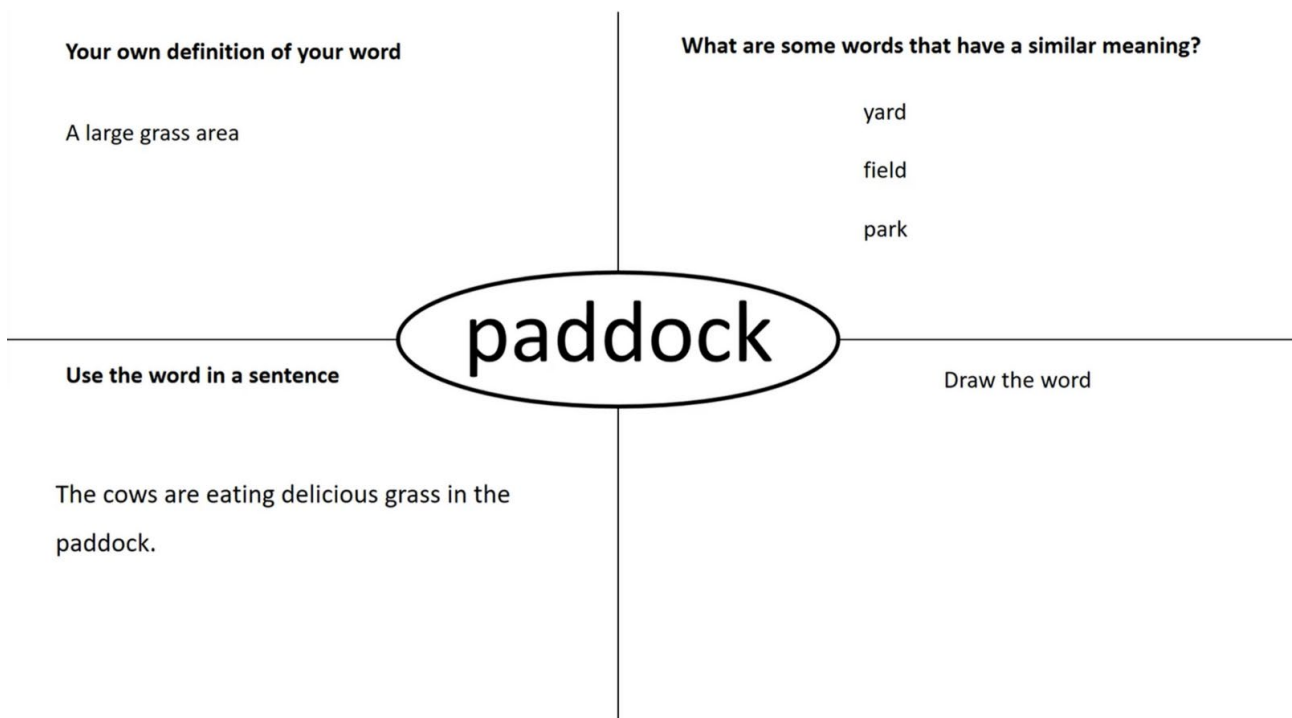 Your own definition of your word
A large grass area
What are some words that have a similar meaning?
yard
field
park
paddock
Use the word in a sentence
The cows are eating delicious grass in the
paddock.
Draw the word